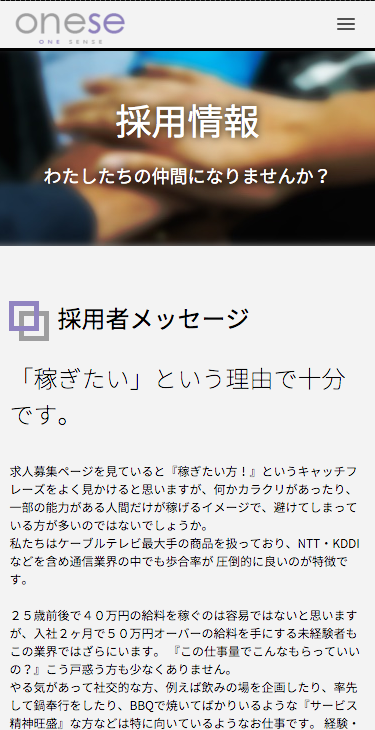 onese
ONE SENSE
採用情報
わたしたちの仲間になりませんか？
採用者メッセージ
「稼ぎたい」という理由で十分
です。
求人募集ページを見ていると『稼ぎたい方！』というキャッチフ
レーズをよく見かけると思いますが、何かカラクリがあったり、
一部の能力がある人間だけが稼げるイメージで、避けてしまって
いる方が多いのではないでしょうか。
私たちはケーブルテレビ最大手の商品を扱っており、NTT・KDDI
などを含め通信業界の中でも歩合率が 圧倒的に良いのが特徴で
す。
２５歳前後で４０万円の給料を稼ぐのは容易ではないと思います
が、入社２ヶ月で５０万円オーバーの給料を手にする未経験者も
この業界ではざらにいます。 『この仕事量でこんなもらっていい
の？』こう戸惑う方も少なくありません。
やる気があって社交的な方、例えば飲みの場を企画したり、率先
して鍋奉行をしたり、BBQで焼いてばかりいるような『サービス
精神旺盛』な方などは特に向いているようなお仕事です。 経験・